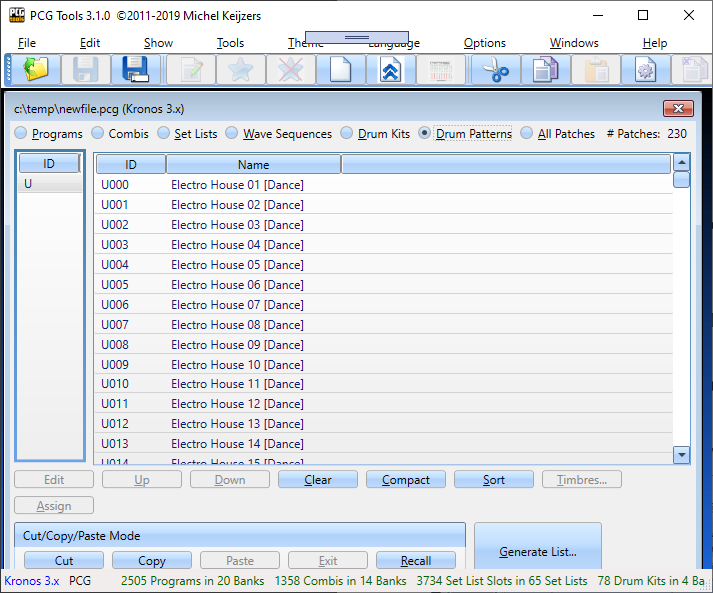 PCG Tools 3.1.0 ©2011-2019 Michel Keijzers
File Edit Show Tools Theme Language Options Windows Help
c:\temp\newfile.pcg (Kronos 3.x)
Programs Combis Set Lists Wave Sequences Drum Kits Drum Patterns All Patches # Patches: 230
ID ID Name
U U000 Electro House 01 [Dance]
U001 Electro House 02 [Dance]
U002 Electro House 03 [Dance]
U003 Electro House 04 [Dance]
U004 Electro House 05 [Dance]
U005 Electro House 06 [Dance]
U006 Electro House 07 [Dance]
U007 Electro House 08 [Dance]
U008 Electro House 09 [Dance]
U009 Electro House 10 [Dance]
U010 Electro House 11 [Dance]
U011 Electro House 12 [Dance]
U012 Electro House 13 [Dance]
U013 Electro House 14 [Dance]
U014 Electro House 15 [Dance]
Edit Up Down Clear Compact Sort Timbres...
Assign
Cut/Copy/Paste Mode
Cut Copy Paste Exit Recall
Generate List...
Kronos 3.x PCG 2505 Programs in 20 Banks 1358 Combis in 14 Banks 3734 Set List Slots in 65 Set Lists 78 Drum Kits in 4 Ba